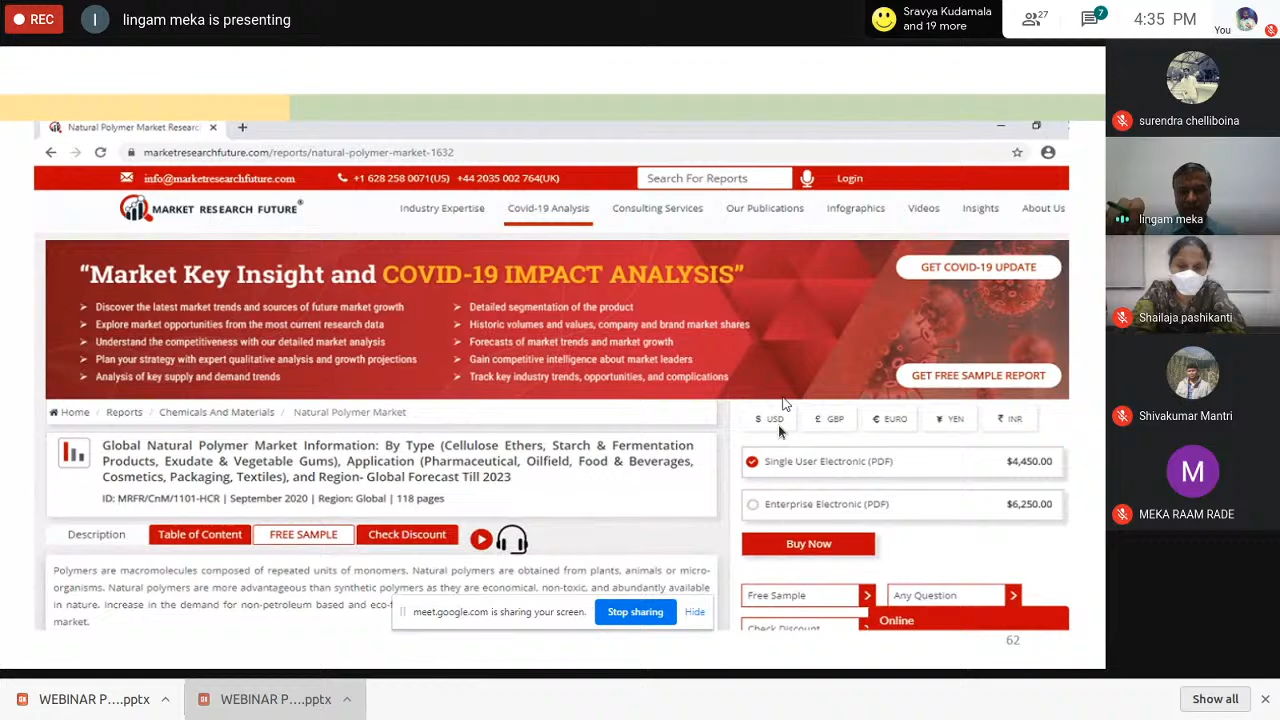 REC
I
lingam meka is presenting
Sravya Kudamala
and 19 more
27
7
4:35 PM
You
Natural Polymer Market Researc
marketresearchfuture.com/reports/natural-polymer-market-1632
info@marketresearchfuture.com
+1 628 258 0071(US) +44 2035 002 764(UK)
Search For Reports
Login
MARKET RESEARCH FUTURE®
Industry Expertise
Covid-19 Analysis
Consulting Services
Our Publications
Infographics
Videos
Insights
About Us
“Market Key Insight and COVID-19 IMPACT ANALYSIS”
Discover the latest market trends and sources of future market growth
Explore market opportunities from the most current research data
Understand the competitiveness with our detailed market analysis
Plan your strategy with expert qualitative analysis and growth projections
Analysis of key supply and demand trends
Detailed segmentation of the product
Historic volumes and values, company and brand market shares
Forecasts of market trends and market growth
Gain competitive intelligence about market leaders
Track key industry trends, opportunities, and complications
GET COVID-19 UPDATE
GET FREE SAMPLE REPORT
Home / Reports / Chemicals And Materials / Natural Polymer Market
$ USD
£ GBP
€ EURO
¥ YEN
₹ INR
Global Natural Polymer Market Information: By Type (Cellulose Ethers, Starch & Fermentation
Products, Exudate & Vegetable Gums), Application (Pharmaceutical, Oilfield, Food & Beverages,
Cosmetics, Packaging, Textiles), and Region- Global Forecast Till 2023
ID: MRFR/CnM/1101-HCR | September 2020 | Region: Global | 118 pages
Single User Electronic (PDF) $4,450.00
Enterprise Electronic (PDF) $6,250.00
Buy Now
Description
Table of Content
FREE SAMPLE
Check Discount
Polymers are macromolecules composed of repeated units of monomers. Natural polymers are obtained from plants, animals or micro-
organisms. Natural polymers are more advantageous than synthetic polymers as they are economical, non-toxic, and abundantly available
in nature. Increase in the demand for non-petroleum based and eco-f
market.
meet.google.com is sharing your screen.
Stop sharing
Hide
Free Sample
Any Question
Check Discount
Online
62
surendra chelliboina
lingam meka
Shailaja pashikanti
Shivakumar Mantri
M
MEKA RAAM RADE
WEBINAR P....pptx
WEBINAR P....pptx
Show all